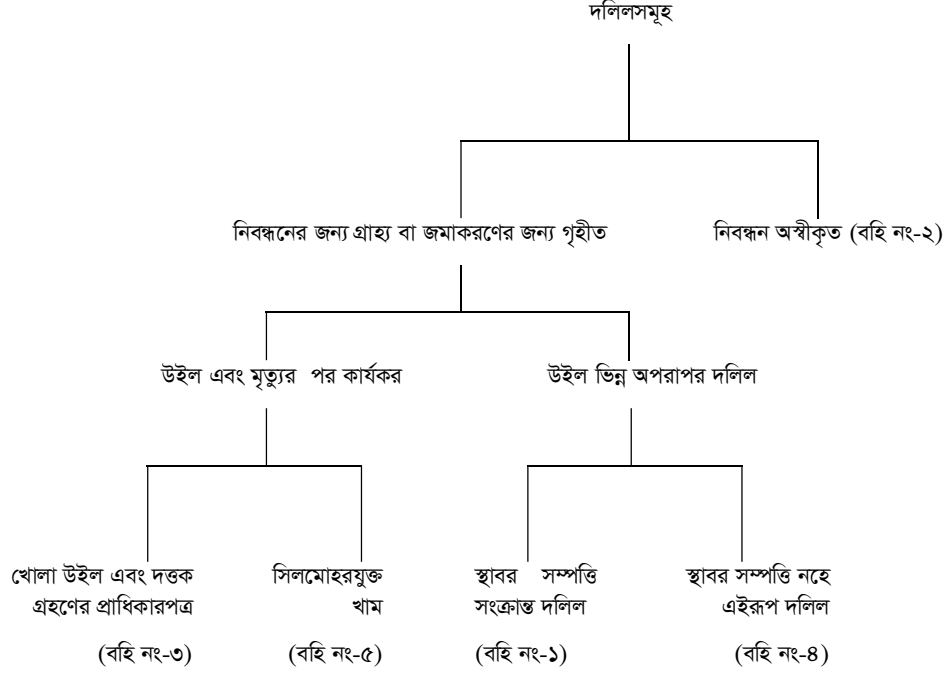 দলিলসমূহ
নিবন্ধনের জন্য গ্রাহ্য বা জমাকরণের জন্য গৃহীত
নিবন্ধন অস্বীকৃত (বহি নং-২)
উইল এবং মৃত্যুর পর কার্যকর
উইল ভিন্ন অপরাপর দলিল
খোলা উইল এবং দত্তক
গ্রহণের প্রাধিকারপত্র
(বহি নং-৩)
সিলমোহরযুক্ত
খাম
(বহি নং-৫)
স্থাবর সম্পত্তি
সংক্রান্ত দলিল
(বহি নং-১)
স্থাবর সম্পত্তি নহে
এইরূপ দলিল
(বহি নং-4)